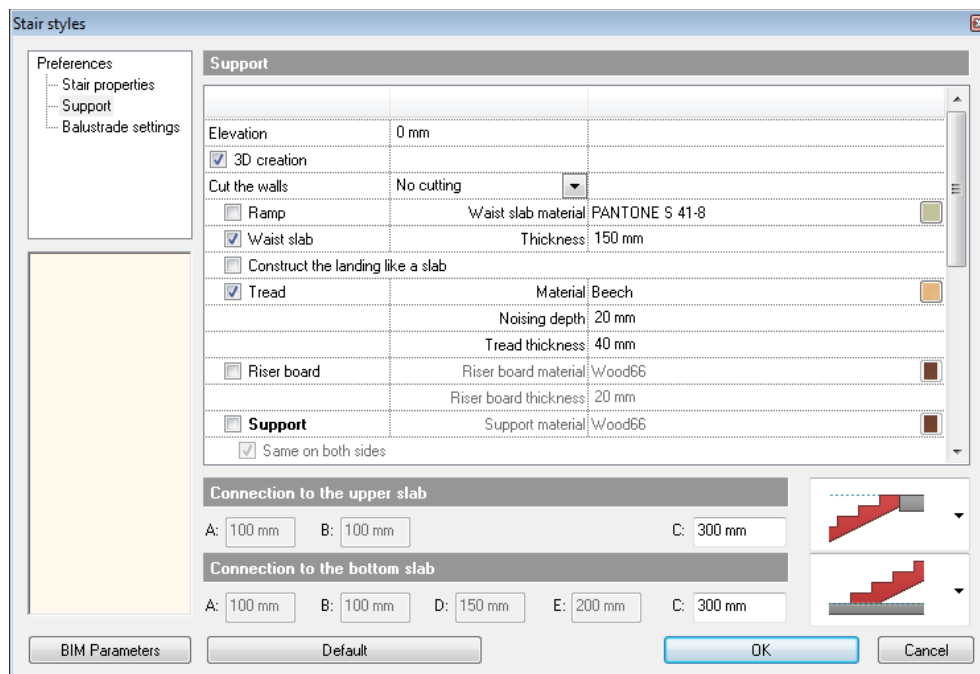 Stair styles
Preferences
Stair properties
Support
Balustrade settings
Support
Elevation 0 mm
3D creation
Cut the walls No cutting
Ramp Waist slab material PANTONE S 41-8
Waist slab Thickness 150 mm
Construct the landing like a slab
Tread Material Beech
Noising depth 20 mm
Tread thickness 40 mm
Riser board Riser board material Wood66
Riser board thickness 20 mm
Support Support material Wood66
Same on both sides
Connection to the upper slab
A: 100 mm B: 100 mm C: 300 mm
Connection to the bottom slab
A: 100 mm B: 100 mm D: 150 mm E: 200 mm C: 300 mm
BIM Parameters Default OK Cancel